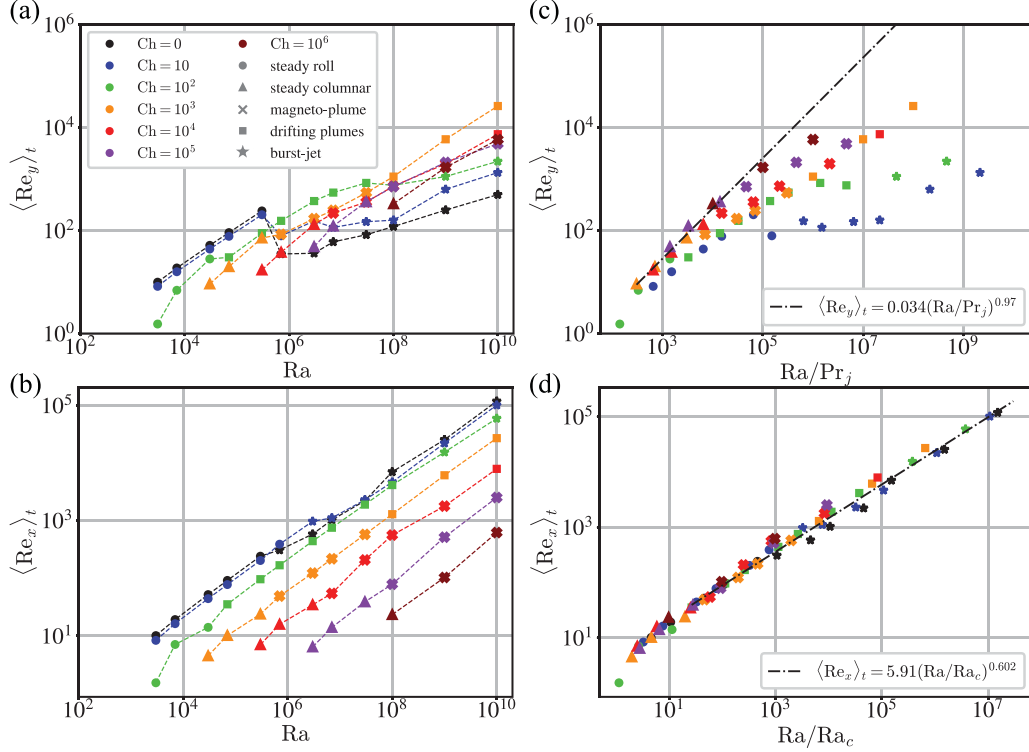 (a)
10^6
10^4
10^2
10^0
⟨Re_y⟩_t
Ch = 0
Ch = 10
Ch = 10^2
Ch = 10^3
Ch = 10^4
Ch = 10^5
Ch = 10^6
steady roll
steady columnar
magneto-plume
drifting plumes
burst-jet
10^2 10^4 10^6 10^8 10^10
Ra
(c)
10^6
10^4
10^2
10^0
⟨Re_y⟩_t
⟨Re_y⟩_t = 0.034(Ra/Pr_j)^0.97
10^3 10^5 10^7 10^9
Ra/Pr_j
(b)
10^5
10^3
10^1
⟨Re_x⟩_t
10^2 10^4 10^6 10^8 10^10
Ra
(d)
10^5
10^3
10^1
⟨Re_x⟩_t
⟨Re_x⟩_t = 5.91(Ra/Ra_c)^0.602
10^1 10^3 10^5 10^7
Ra/Ra_c